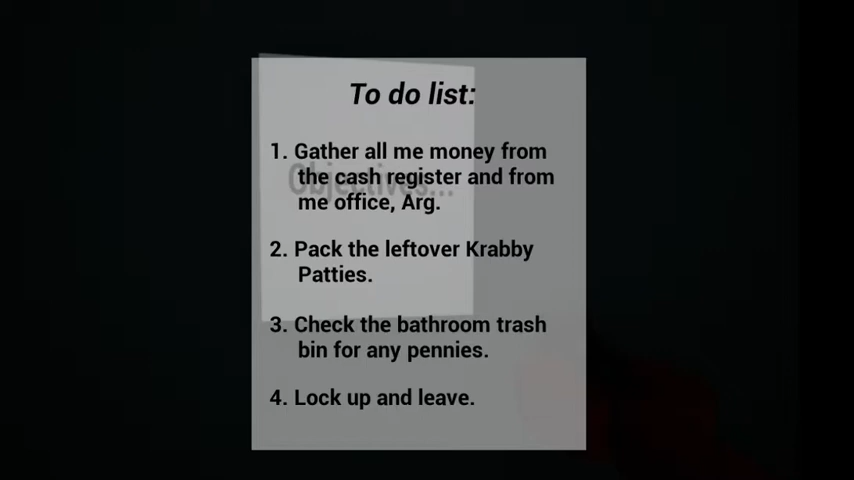 To do list:
1. Gather all me money from
the cash register and from
me office, Arg.
Objectives...
2. Pack the leftover Krabby
Patties.
3. Check the bathroom trash
bin for any pennies.
4. Lock up and leave.